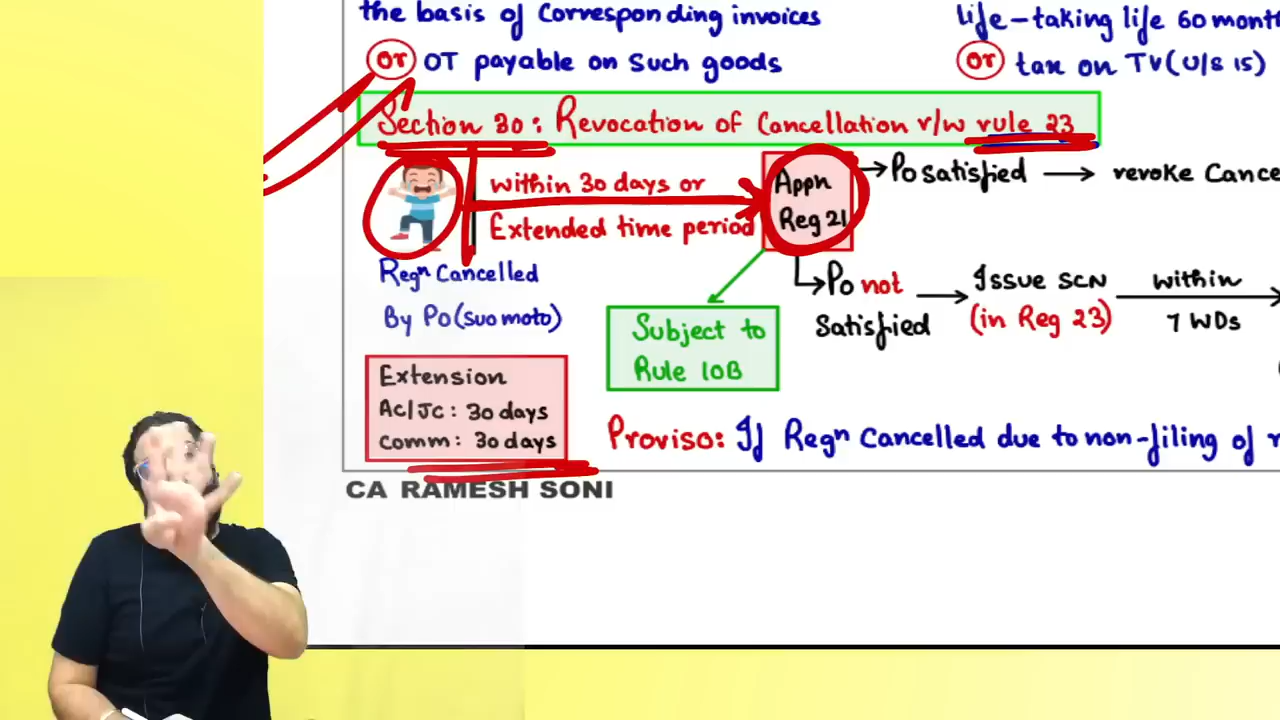 the basis of Corresponding invoices
life-taking life 60 month
or OT payable on such goods
or tax on TV(U/S 15)
Section 30: Revocation of Cancellation r/w rule 23
within 30 days or
Extended time period
Appn
Reg 21
Po satisfied
revoke Cance
Regn Cancelled
By Po(suo moto)
Po not
Satisfied
Issue SCN
(in Reg 23)
within
7 WDs
Subject to
Rule 10B
Extension
AC/JC: 30 days
Comm: 30 days
Proviso: If Regn Cancelled due to non-filing of
CA RAMESH SONI